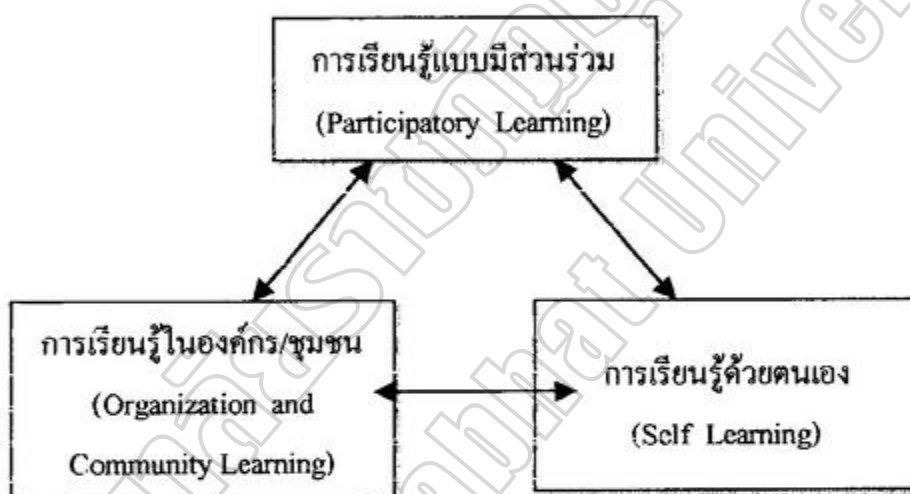 การเรียนรู้แบบมีส่วนร่วม
(Participatory Learning)
การเรียนรู้ในองค์กร/ชุมชน
(Organization and
Community Learning)
การเรียนรู้ด้วยตนเอง
(Self Learning)